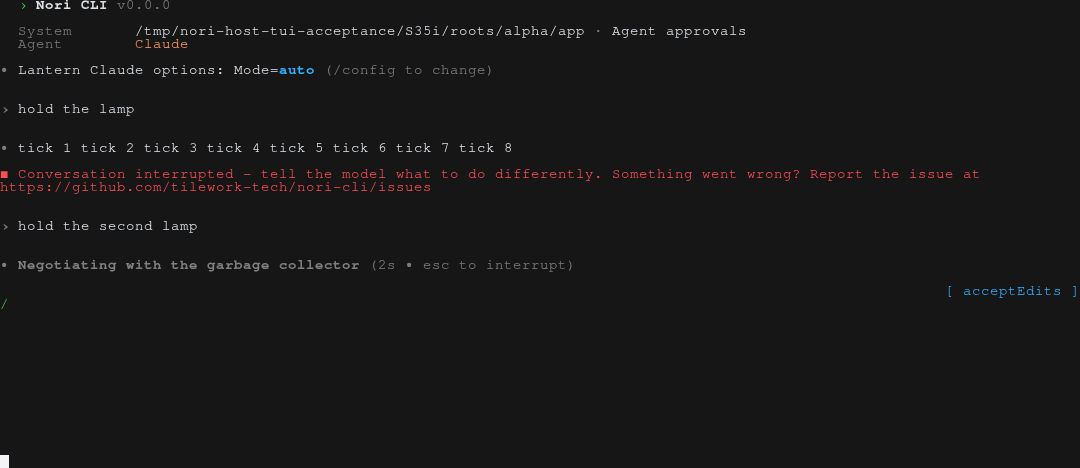 › Nori CLI v0.0.0
System /tmp/nori-host-tui-acceptance/S35i/roots/alpha/app · Agent approvals
Agent Claude
• Lantern Claude options: Mode=auto (/config to change)
› hold the lamp
• tick 1 tick 2 tick 3 tick 4 tick 5 tick 6 tick 7 tick 8
■ Conversation interrupted - tell the model what to do differently. Something went wrong? Report the issue at
https://github.com/tilework-tech/nori-cli/issues
› hold the second lamp
• Negotiating with the garbage collector (2s • esc to interrupt)
[ acceptEdits ]
/